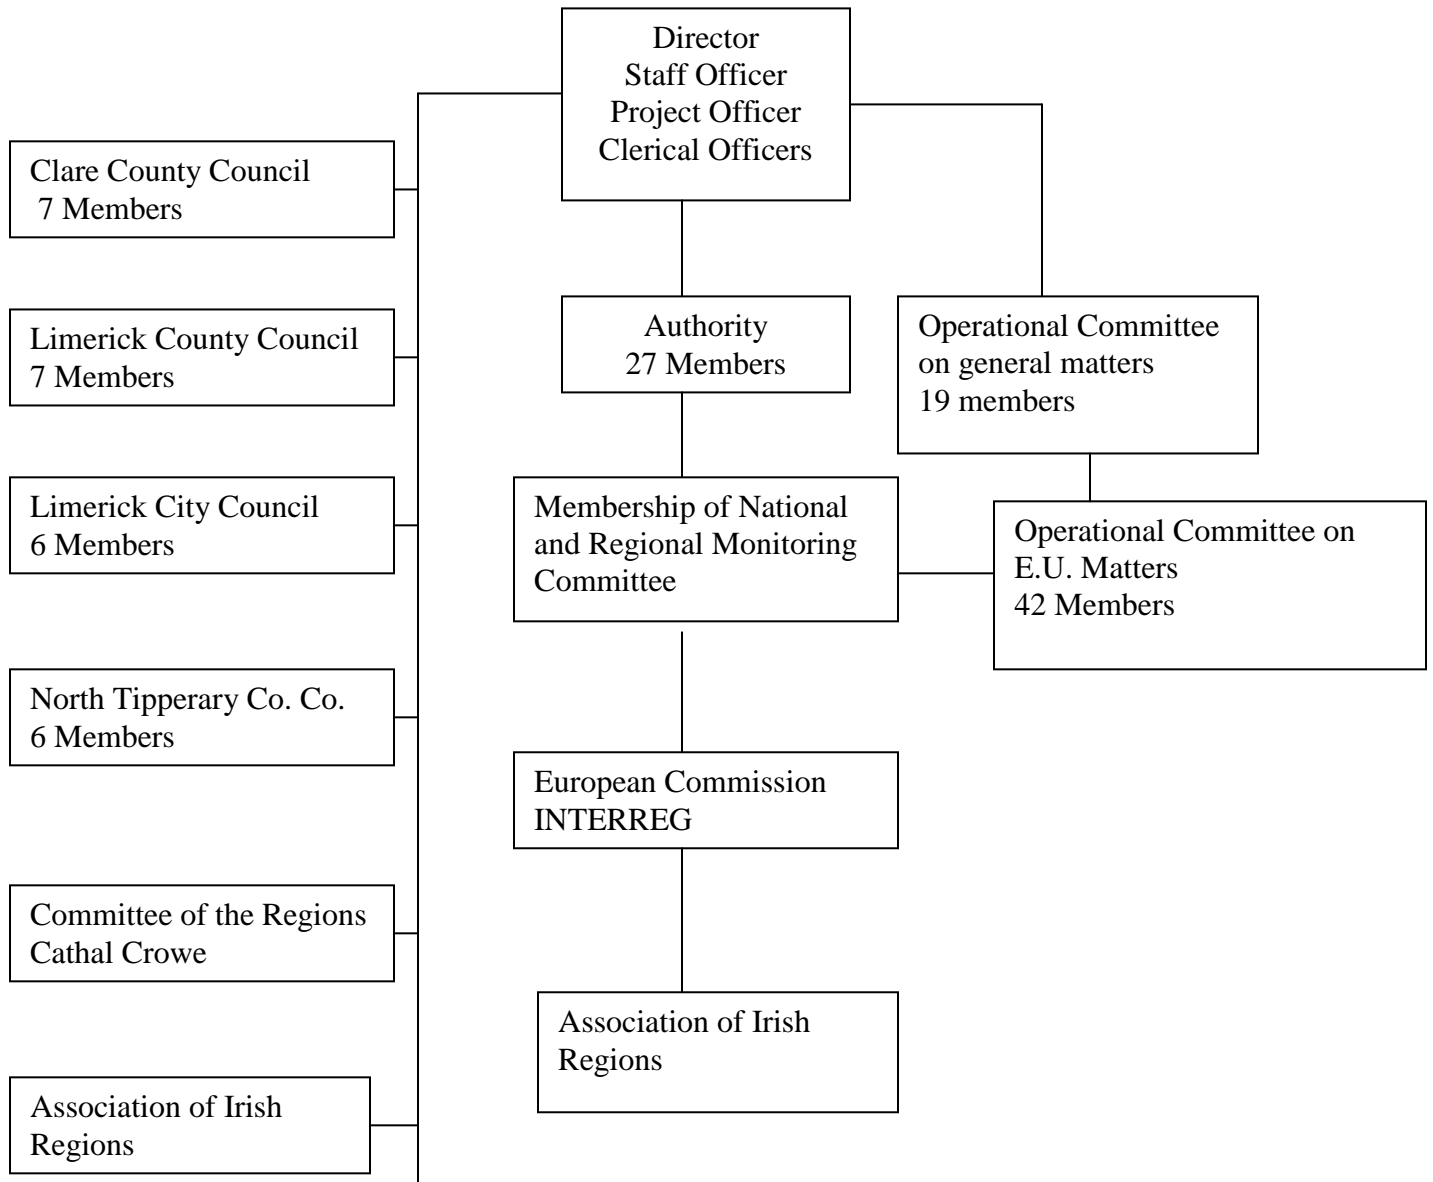 Director
Staff Officer
Project Officer
Clerical Officers
Clare County Council
7 Members
Limerick County Council
7 Members
Limerick City Council
6 Members
North Tipperary Co. Co.
6 Members
Committee of the Regions
Cathal Crowe
Association of Irish
Regions
Authority
27 Members
Membership of National
and Regional Monitoring
Committee
European Commission
INTERREG
Association of Irish
Regions
Operational Committee
on general matters
19 members
Operational Committee on
E.U. Matters
42 Members